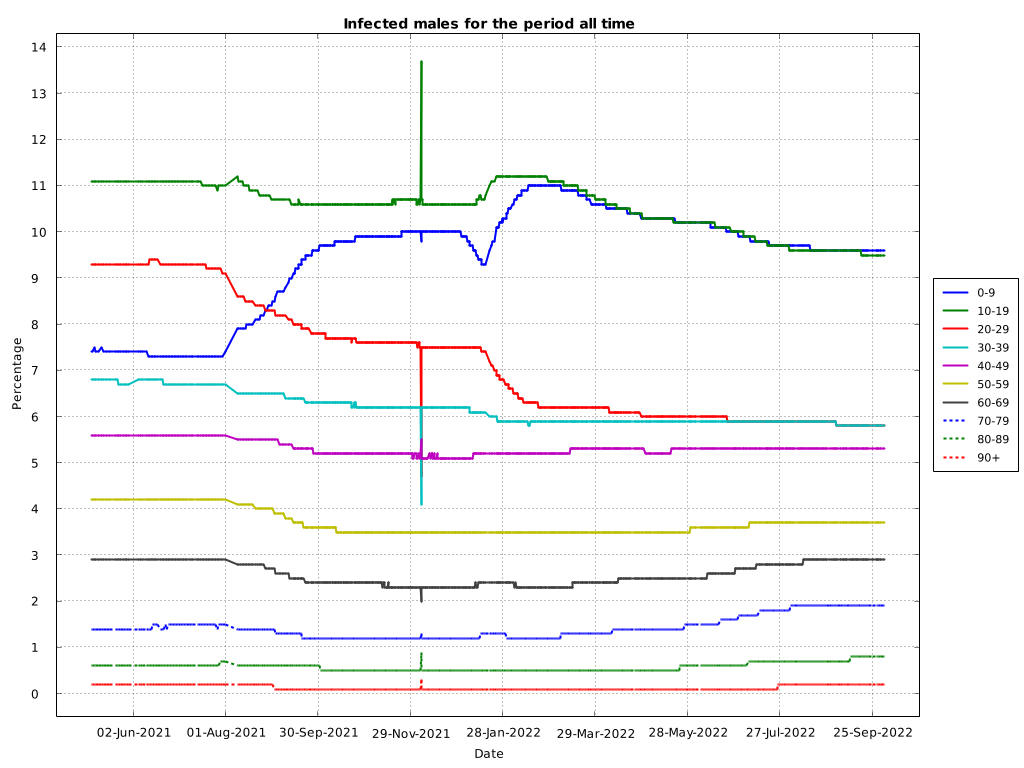 Infected males for the period all time
Percentage
14
13
12
11
10
9
8
7
6
5
4
3
2
1
0
02-Jun-2021
01-Aug-2021
30-Sep-2021
29-Nov-2021
28-Jan-2022
29-Mar-2022
28-May-2022
27-Jul-2022
25-Sep-2022
Date
0-9
10-19
20-29
30-39
40-49
50-59
60-69
70-79
80-89
90+